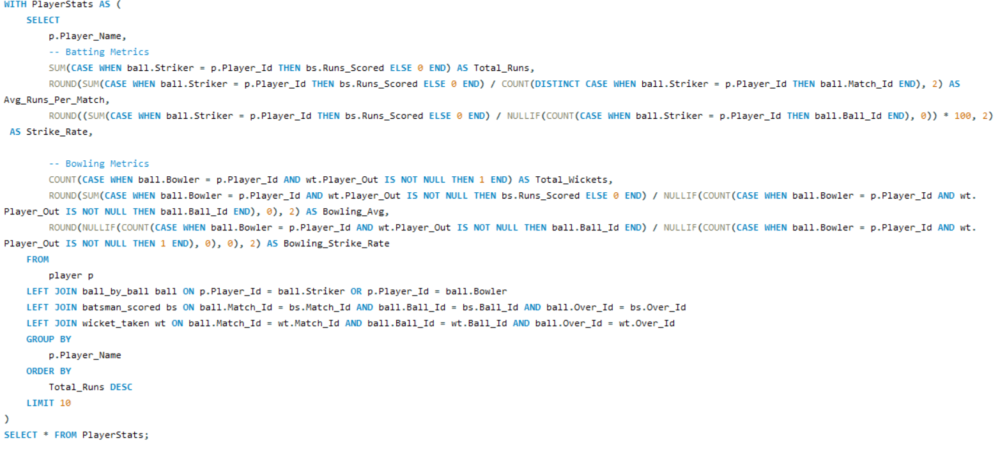 WITH PlayerStats AS (
    SELECT
        p.Player_Name,
        -- Batting Metrics
        SUM(CASE WHEN ball.Striker = p.Player_Id THEN bs.Runs_Scored ELSE 0 END) AS Total_Runs,
        ROUND(SUM(CASE WHEN ball.Striker = p.Player_Id THEN bs.Runs_Scored ELSE 0 END) / COUNT(DISTINCT CASE WHEN ball.Striker = p.Player_Id THEN ball.Match_Id END), 2) AS
Avg_Runs_Per_Match,
        ROUND((SUM(CASE WHEN ball.Striker = p.Player_Id THEN bs.Runs_Scored ELSE 0 END) / NULLIF(COUNT(CASE WHEN ball.Striker = p.Player_Id THEN ball.Ball_Id END), 0)) * 100, 2)
 AS Strike_Rate,
        -- Bowling Metrics
        COUNT(CASE WHEN ball.Bowler = p.Player_Id AND wt.Player_Out IS NOT NULL THEN 1 END) AS Total_Wickets,
        ROUND(SUM(CASE WHEN ball.Bowler = p.Player_Id AND wt.Player_Out IS NOT NULL THEN bs.Runs_Scored ELSE 0 END) / NULLIF(COUNT(CASE WHEN ball.Bowler = p.Player_Id AND wt.
Player_Out IS NOT NULL THEN ball.Ball_Id END), 0), 2) AS Bowling_Avg,
        ROUND(NULLIF(COUNT(CASE WHEN ball.Bowler = p.Player_Id AND wt.Player_Out IS NOT NULL THEN ball.Ball_Id END) / NULLIF(COUNT(CASE WHEN ball.Bowler = p.Player_Id AND wt.
Player_Out IS NOT NULL THEN 1 END), 0), 0), 2) AS Bowling_Strike_Rate
    FROM
        player p
    LEFT JOIN ball_by_ball ball ON p.Player_Id = ball.Striker OR p.Player_Id = ball.Bowler
    LEFT JOIN batsman_scored bs ON ball.Match_Id = bs.Match_Id AND ball.Ball_Id = bs.Ball_Id AND ball.Over_Id = bs.Over_Id
    LEFT JOIN wicket_taken wt ON ball.Match_Id = wt.Match_Id AND ball.Ball_Id = wt.Ball_Id AND ball.Over_Id = wt.Over_Id
    GROUP BY
        p.Player_Name
    ORDER BY
        Total_Runs DESC
    LIMIT 10
)
SELECT * FROM PlayerStats;